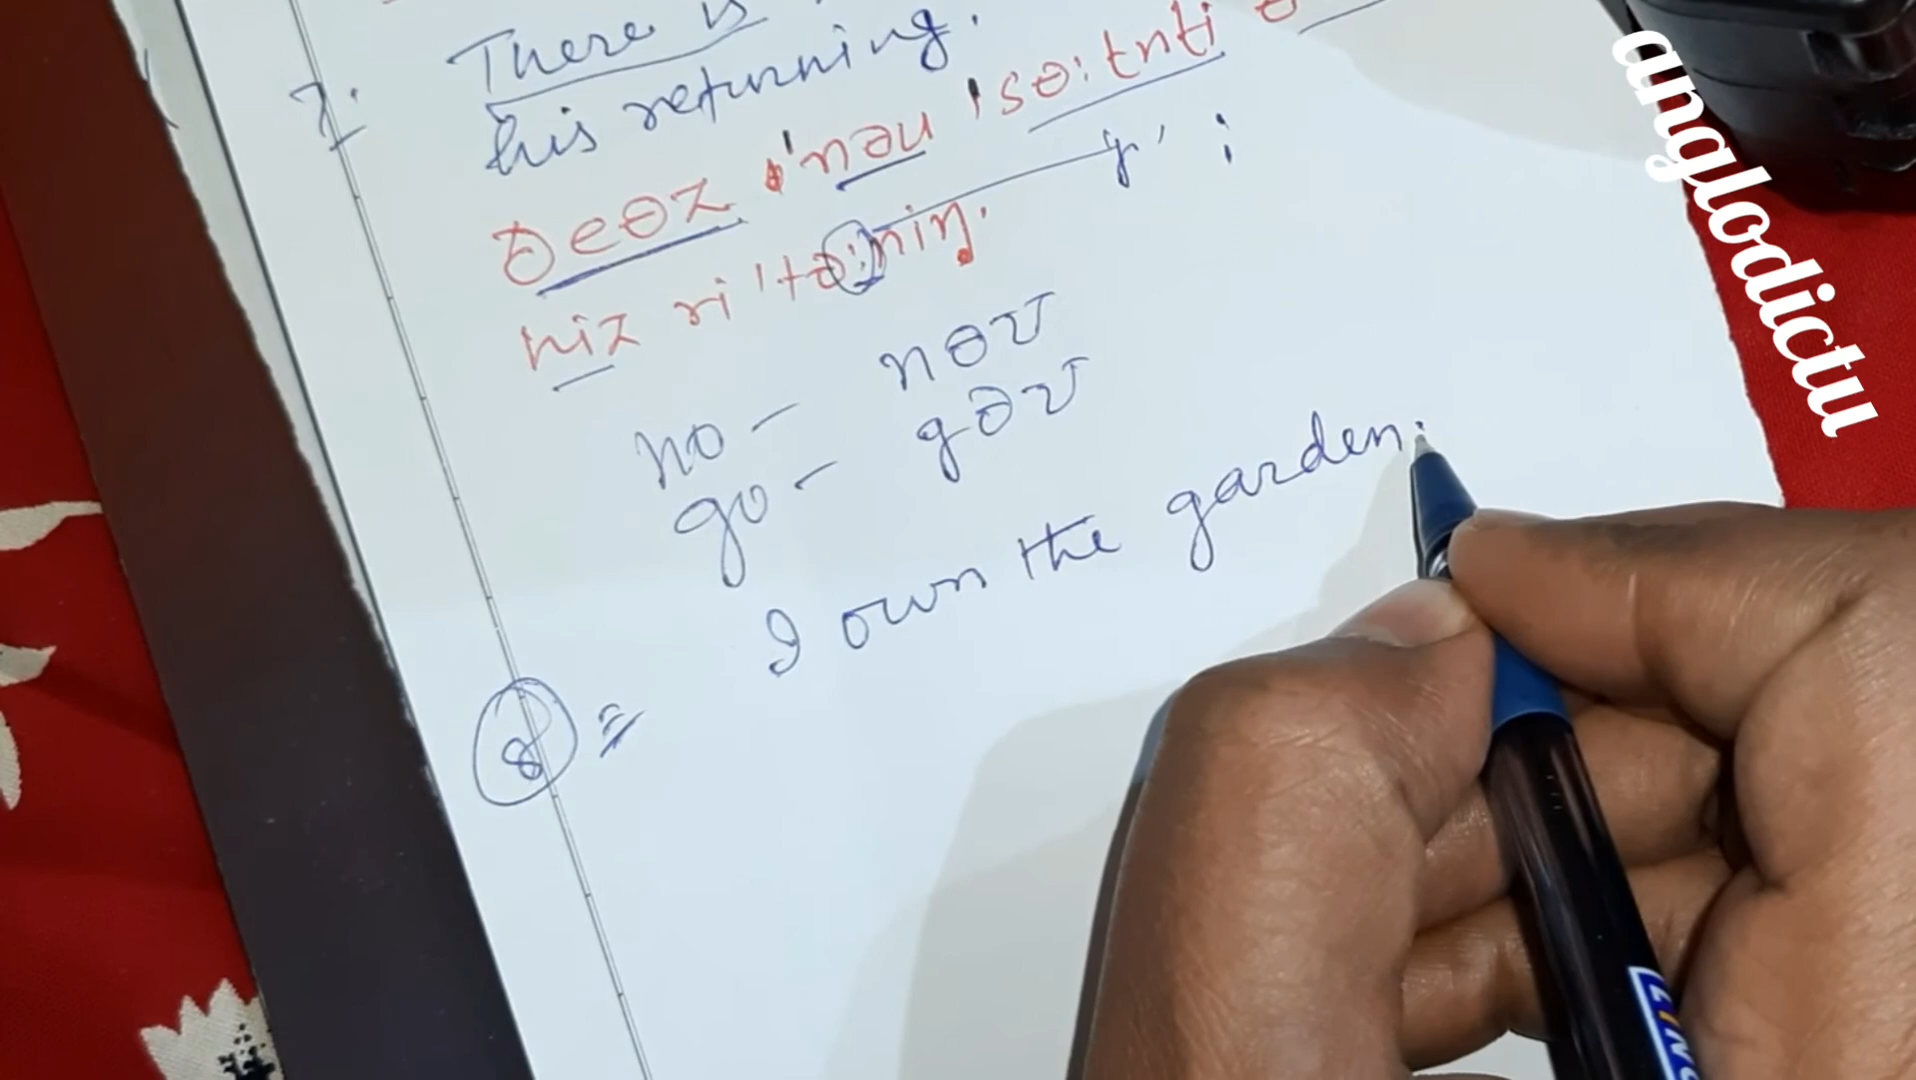 7. There is
his returning.
ðeəz 'nəʊ 'sɜ:tnti ə
y' ;
hiz ri'tɜ:niŋ.
no – nəʊ
go – gəʊ
I own the garden.
8 =
anglodictu